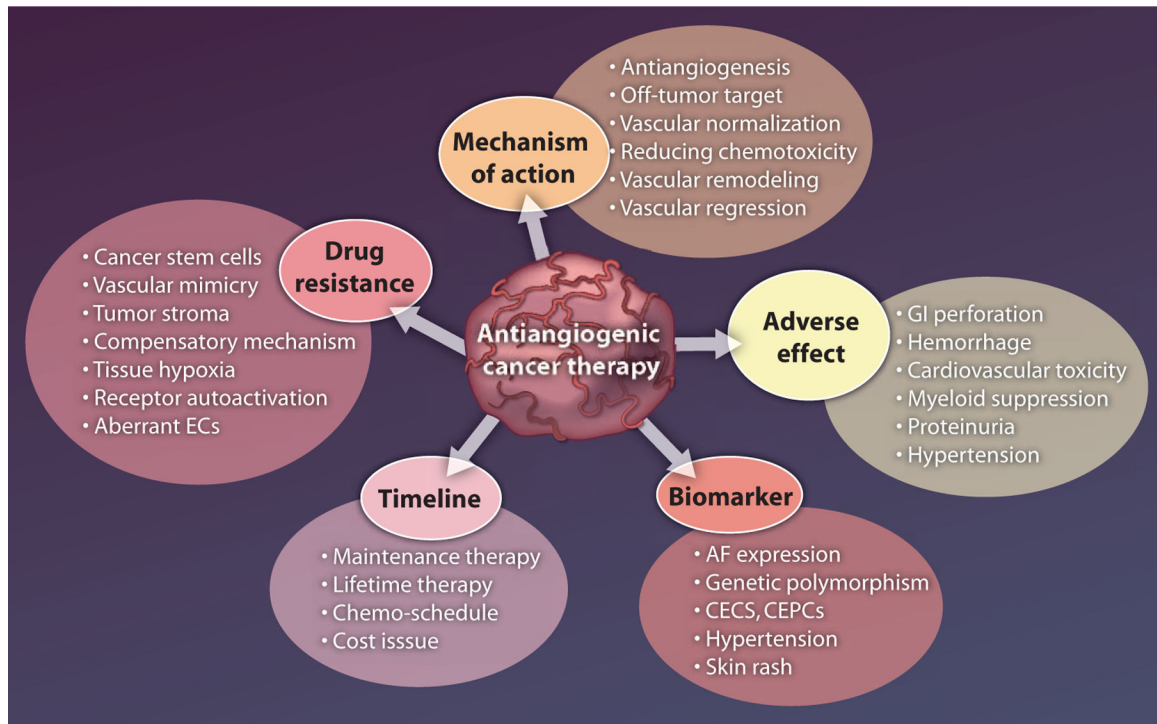 Mechanism
of action
• Antiangiogenesis
• Off-tumor target
• Vascular normalization
• Reducing chemotoxicity
• Vascular remodeling
• Vascular regression
Drug
resistance
• Cancer stem cells
• Vascular mimicry
• Tumor stroma
• Compensatory mechanism
• Tissue hypoxia
• Receptor autoactivation
• Aberrant ECs
Antiangiogenic
cancer therapy
Adverse
effect
• GI perforation
• Hemorrhage
• Cardiovascular toxicity
• Myeloid suppression
• Proteinuria
• Hypertension
Timeline
• Maintenance therapy
• Lifetime therapy
• Chemo-schedule
• Cost isssue
Biomarker
• AF expression
• Genetic polymorphism
• CECS, CEPCs
• Hypertension
• Skin rash